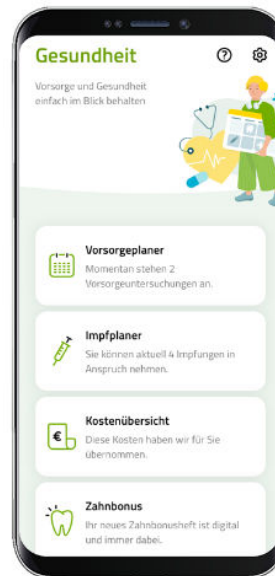 Gesundheit
Vorsorge und Gesundheit
einfach im Blick behalten
Vorsorgeplaner
Momentan stehen 2
Vorsorgeuntersuchungen an.
Impfplaner
Sie können aktuell 4 Impfungen in
Anspruch nehmen.
€
Kostenübersicht
Diese Kosten haben wir für Sie
übernommen.
Zahnbonus
Ihr neues Zahnbonusheft ist digital
und immer dabei.